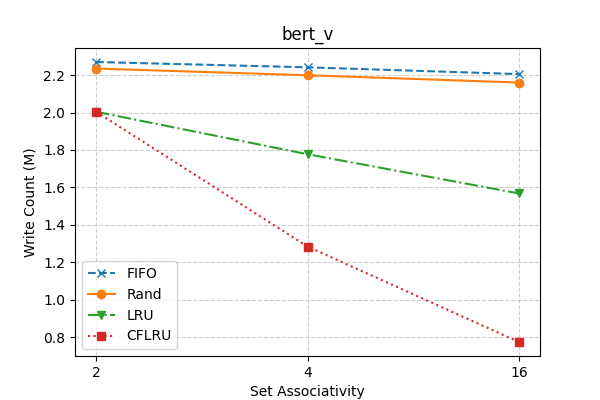 bert_v
Write Count (M)
2.2
2.0
1.8
1.6
1.4
1.2
1.0
0.8
FIFO
Rand
LRU
CFLRU
2
4
16
Set Associativity